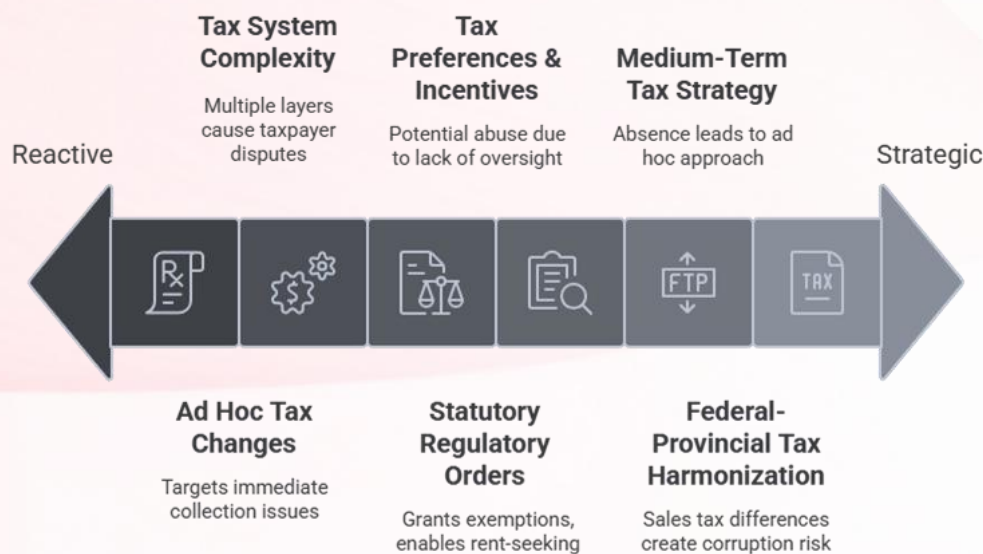 Tax System
Complexity
Multiple layers
cause taxpayer
disputes
Tax
Preferences &
Incentives
Potential abuse due
to lack of oversight
Medium-Term
Tax Strategy
Absence leads to ad
hoc approach
Reactive
Strategic
Rx
$
FTP
TAX
Ad Hoc Tax
Changes
Targets immediate
collection issues
Statutory
Regulatory
Orders
Grants exemptions,
enables rent-seeking
Federal-
Provincial Tax
Harmonization
Sales tax differences
create corruption risk